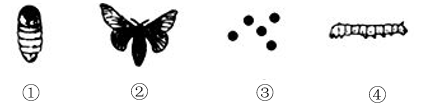 ① ② ③ ④